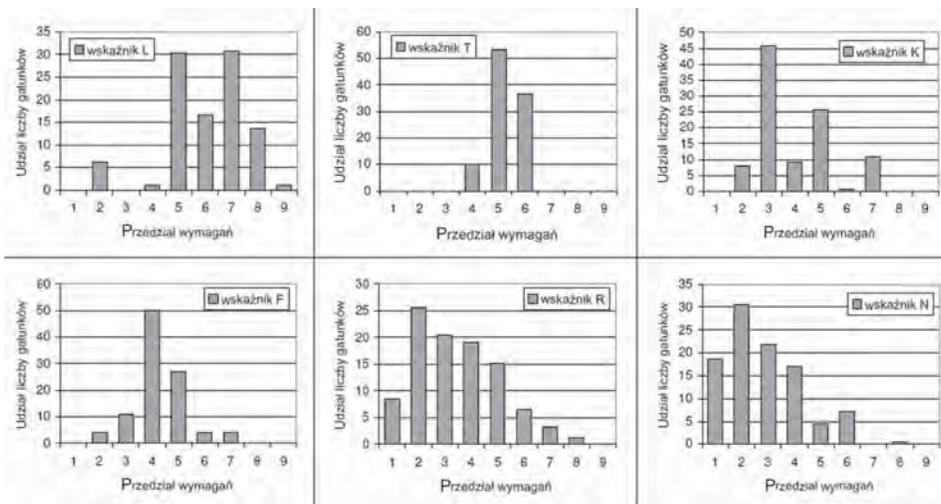 wskaźnik L
Udział liczby gatunków
35
30
25
20
15
10
5
0
1 2 3 4 5 6 7 8 9
Przedział wymagań
wskaźnik T
Udział liczby gatunków
60
50
40
30
20
10
0
1 2 3 4 5 6 7 8 9
Przedział wymagań
wskaźnik K
Udział liczby gatunków
50
45
40
35
30
25
20
15
10
5
0
1 2 3 4 5 6 7 8 9
Przedział wymagań
wskaźnik F
Udział liczby gatunków
60
50
40
30
20
10
0
1 2 3 4 5 6 7 8 9
Przedział wymagań
wskaźnik R
Udział liczby gatunków
30
25
20
15
10
5
0
1 2 3 4 5 6 7 8 9
Przedział wymagań
wskaźnik N
Udział liczby gatunków
35
30
25
20
15
10
5
0
1 2 3 4 5 6 7 8 9
Przedział wymagań